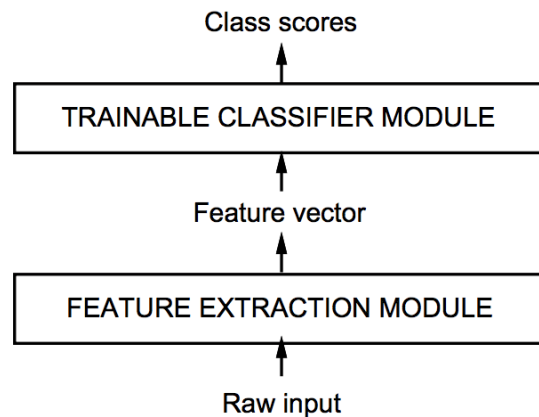 Class scores
TRAINABLE CLASSIFIER MODULE
Feature vector
FEATURE EXTRACTION MODULE
Raw input